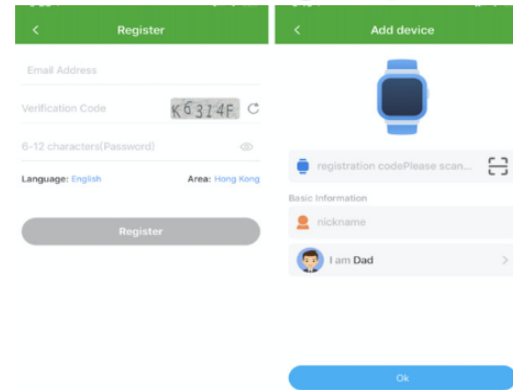 Register
Email Address
Verification Code
K6314F
6-12 characters(Password)
Language: English
Area: Hong Kong
Register
Add device
registration codePlease scan...
Basic Information
nickname
I am Dad
Ok